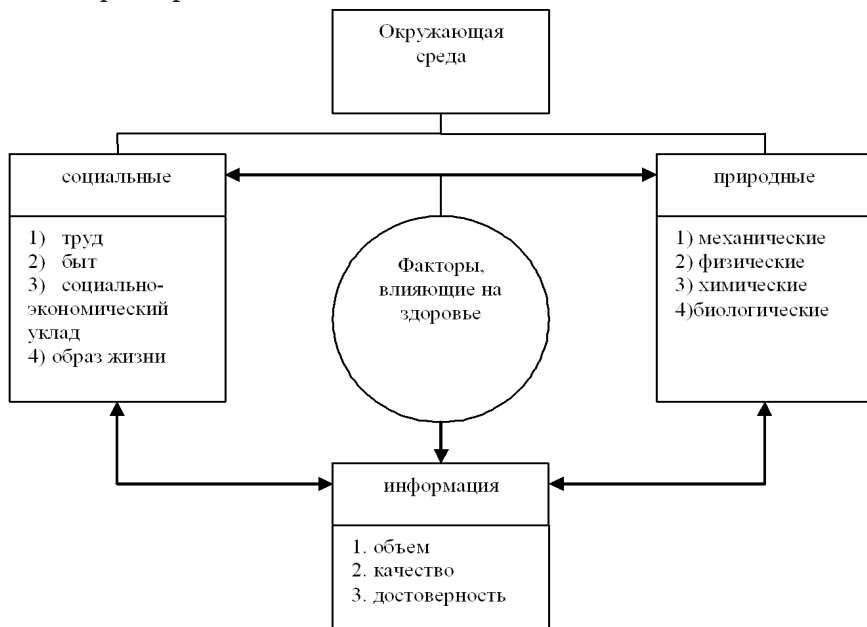 Окружающая
среда
социальные
природные
1) труд
2) быт
3) социально-
экономический
уклад
4) образ жизни
Факторы,
влияющие на
здоровье
1) механические
2) физические
3) химические
4)биологические
информация
1. объем
2. качество
3. достоверность